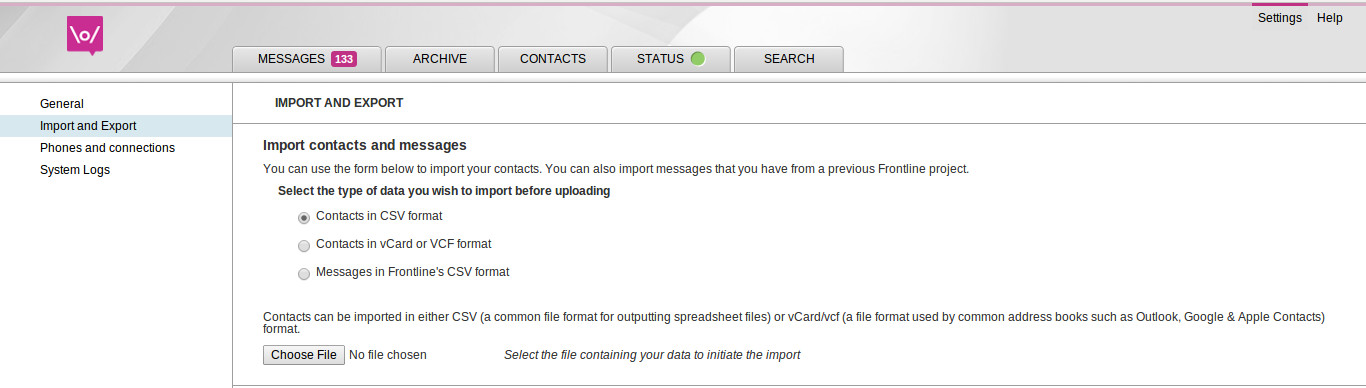 \o/
Settings Help
MESSAGES 133 ARCHIVE CONTACTS STATUS SEARCH
General
Import and Export
Phones and connections
System Logs
IMPORT AND EXPORT
Import contacts and messages
You can use the form below to import your contacts. You can also import messages that you have from a previous Frontline project.
Select the type of data you wish to import before uploading
Contacts in CSV format
Contacts in vCard or VCF format
Messages in Frontline's CSV format
Contacts can be imported in either CSV (a common file format for outputting spreadsheet files) or vCard/vcf (a file format used by common address books such as Outlook, Google & Apple Contacts)
format.
Choose File No file chosen Select the file containing your data to initiate the import